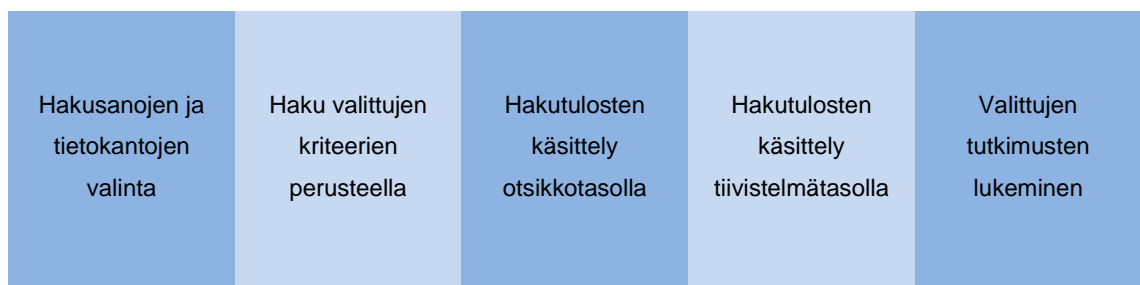 Hakusanojen ja
tietokantojen
valinta
Haku valittujen
kriteerien
perusteella
Hakutulosten
käsittely
otsikkotasolla
Hakutulosten
käsittely
tiivistelmätasolla
Valittujen
tutkimusten
lukeminen